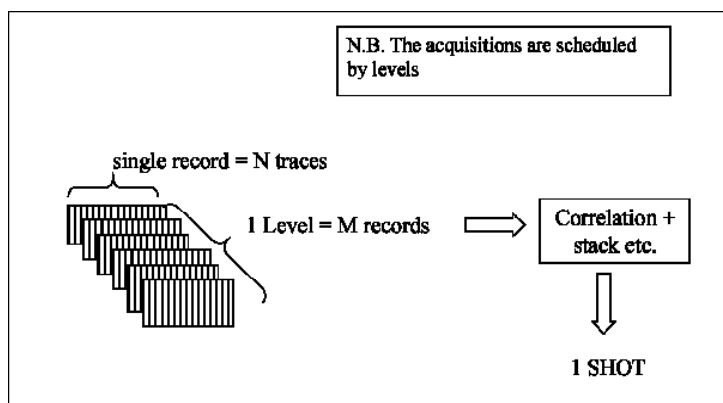 N.B. The acquisitions are scheduled
by levels
single record = N traces
1 Level = M records
Correlation +
stack etc.
1 SHOT